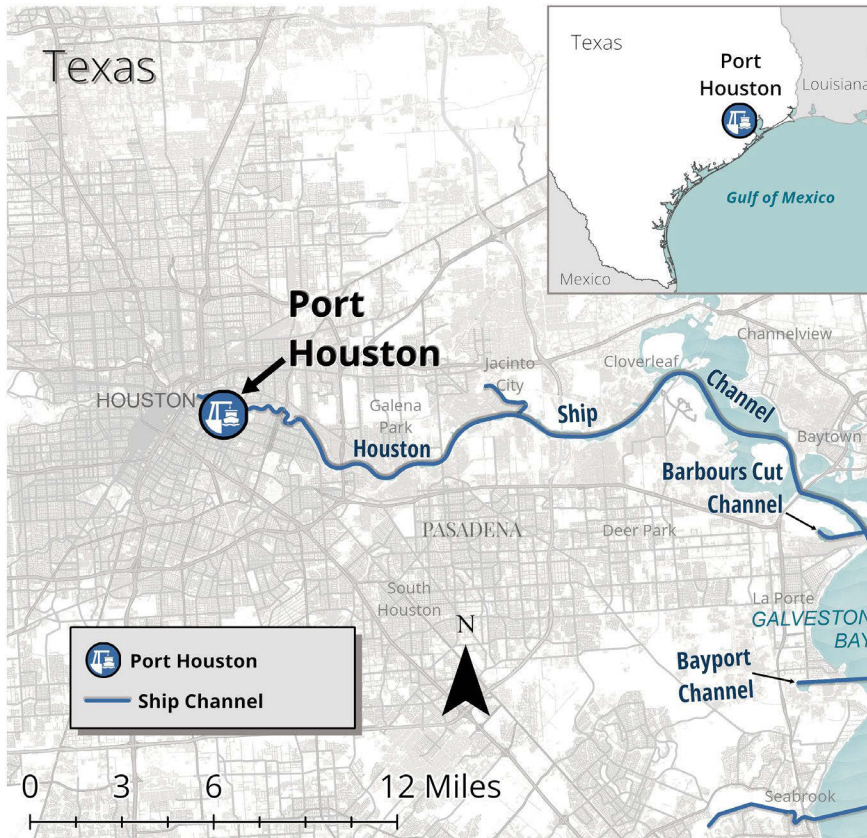 Texas
Texas
Port
Houston
Louisiana
Gulf of Mexico
Mexico
Port
Houston
HOUSTON
Jacinto
City
Cloverleaf
Channelview
Galena
Park
Houston
Ship
Channel
Baytown
Barbours Cut
Channel
PASADENA
Deer Park
South
Houston
La Porte
GALVESTON
BAY
N
Bayport
Channel
Port Houston
Ship Channel
0 3 6 12 Miles
Seabrook